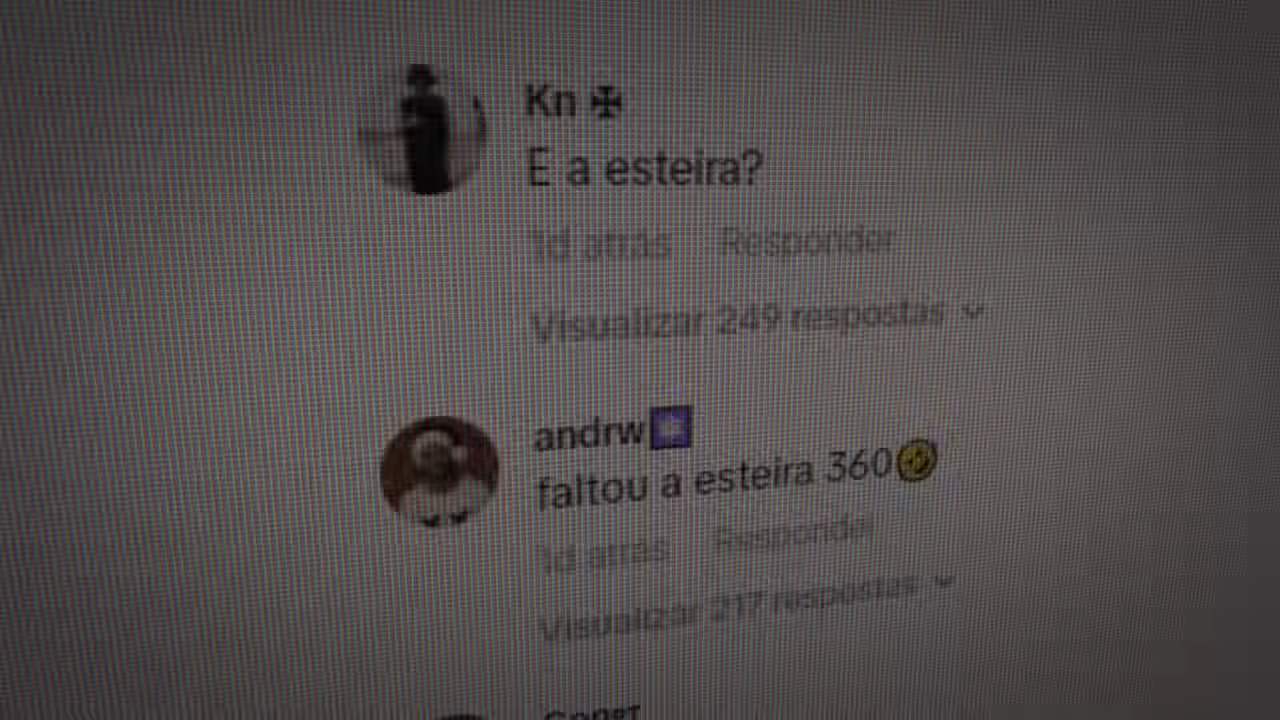 Kn ✠
E a esteira?
1d atrás Responder
Visualizar 249 respostas
andrw
faltou a esteira 360🤣
1d atrás Responder
Visualizar 217 respostas